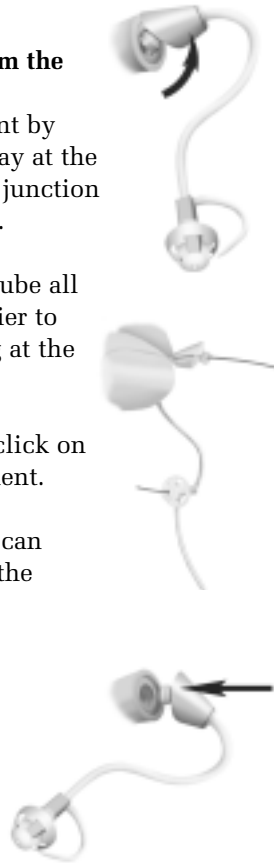 m the
nt by
ay at the
junction
.
ube all
ier to
g at the
click on
ent.
can
the